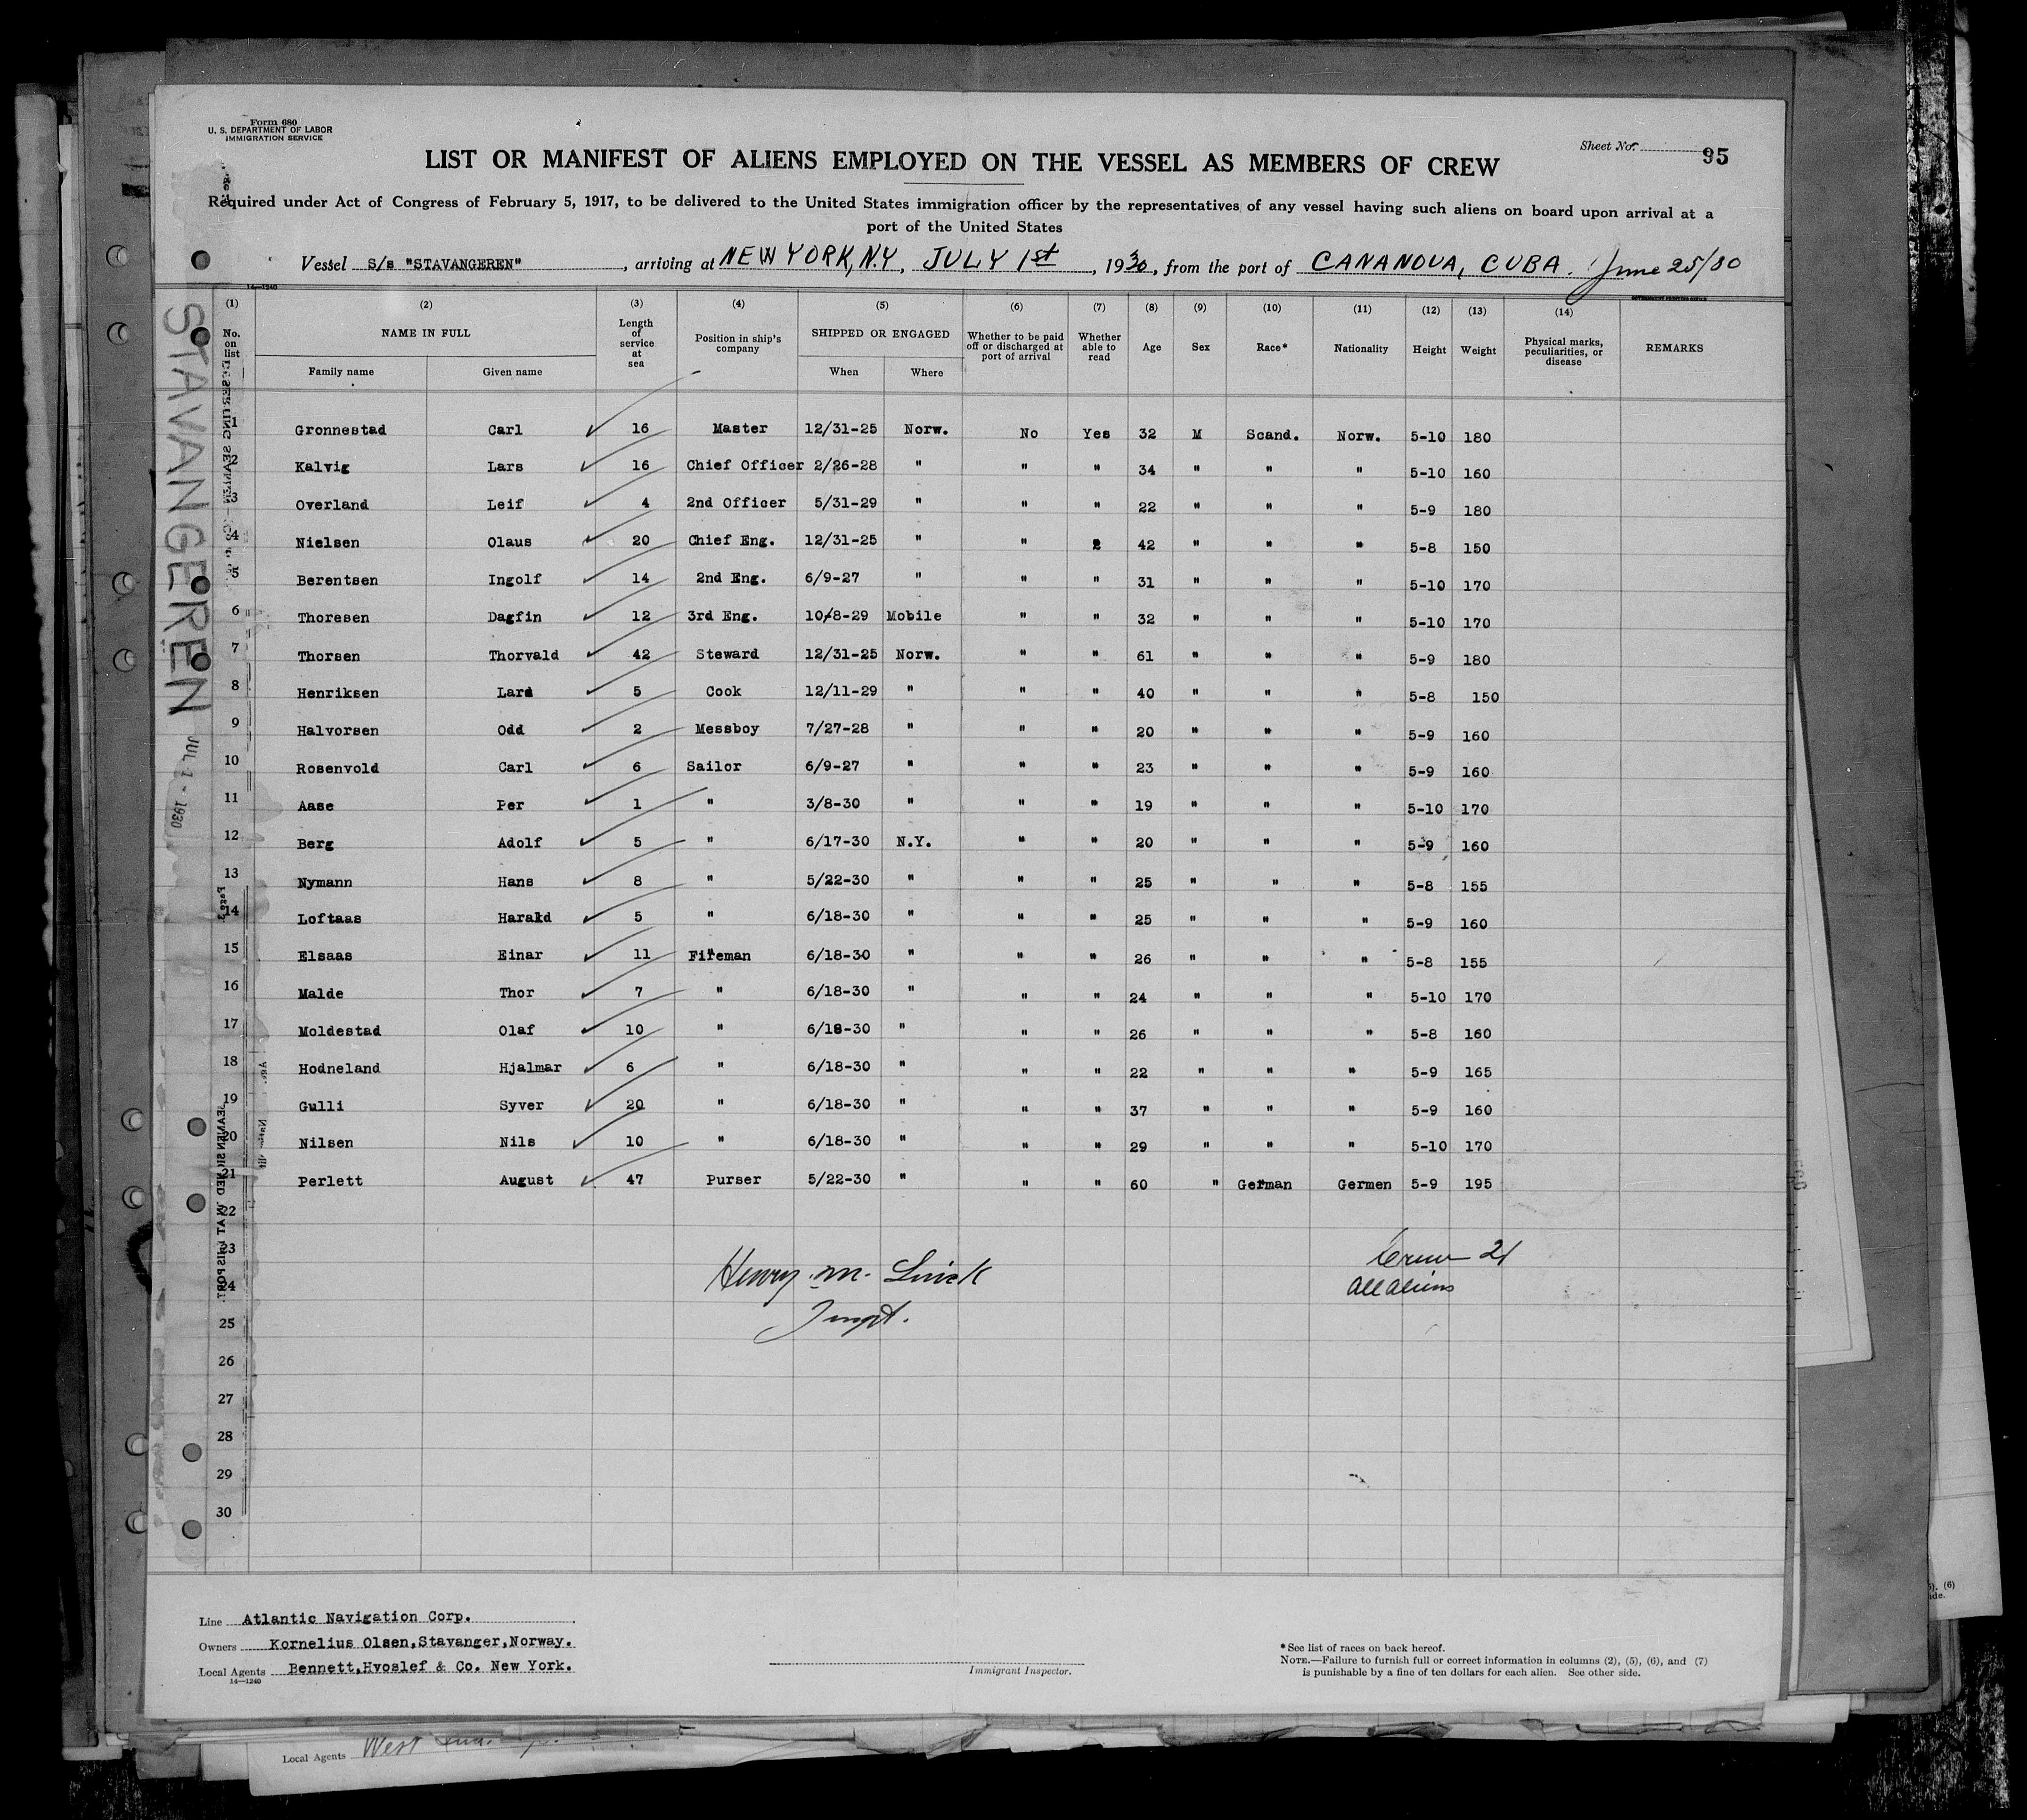 Form 680
U. S. DEPARTMENT OF LABOR
IMMIGRATION SERVICE
Sheet No. 95
LIST OR MANIFEST OF ALIENS EMPLOYED ON THE VESSEL AS MEMBERS OF CREW
Required under Act of Congress of February 5, 1917, to be delivered to the United States immigration officer by the representatives of any vessel having such aliens on board upon arrival at a
port of the United States
Vessel S/s "STAVANGEREN", arriving at NEW YORK, N.Y., JULY 1st, 1930, from the port of CANANOVA, CUBA. June 25/30
14—1240
(1) (2) (3) (4) (5) (6) (7) (8) (9) (10) (11) (12) (13) (14)
No. on list NAME IN FULL Length of service at sea Position in ship's company SHIPPED OR ENGAGED Whether to be paid off or discharged at port of arrival Whether able to read Age Sex Race* Nationality Height Weight Physical marks, peculiarities, or disease REMARKS
Family name Given name When Where
1 Gronnestad Carl 16 Master 12/31-25 Norw. No Yes 32 M Scand. Norw. 5-10 180
2 Kalvig Lars 16 Chief Officer 2/26-28 " " " 34 " " " 5-10 160
3 Overland Leif 4 2nd Officer 5/31-29 " " " 22 " " " 5-9 180
4 Nielsen Olaus 20 Chief Eng. 12/31-25 " " " 42 " " " 5-8 150
5 Berentsen Ingolf 14 2nd Eng. 6/9-27 " " " 31 " " " 5-10 170
6 Thoresen Dagfin 12 3rd Eng. 10/8-29 Mobile " " 32 " " " 5-10 170
7 Thorsen Thorvald 42 Steward 12/31-25 Norw. " " 61 " " " 5-9 180
8 Henriksen Lars 5 Cook 12/11-29 " " " 40 " " " 5-8 150
9 Halvorsen Odd 2 Messboy 7/27-28 " " " 20 " " " 5-9 160
10 Rosenvold Carl 6 Sailor 6/9-27 " " " 23 " " " 5-9 160
11 Aase Per 1 " 3/8-30 " " " 19 " " " 5-10 170
12 Berg Adolf 5 " 6/17-30 N.Y. " " 20 " " " 5-9 160
13 Nymann Hans 8 " 5/22-30 " " " 25 " " " 5-8 155
14 Loftaas Harald 5 " 6/18-30 " " " 25 " " " 5-9 160
15 Elsaas Einar 11 Fireman 6/18-30 " " " 26 " " " 5-8 155
16 Malde Thor 7 " 6/18-30 " " " 24 " " " 5-10 170
17 Moldestad Olaf 10 " 6/18-30 " " " 26 " " " 5-8 160
18 Hodneland Hjalmar 6 " 6/18-30 " " " 22 " " " 5-9 165
19 Gulli Syver 20 " 6/18-30 " " " 37 " " " 5-9 160
20 Nilsen Nils 10 " 6/18-30 " " " 29 " " " 5-10 170
21 Perlett August 47 Purser 5/22-30 " " " 60 " German Germen 5-9 195
22
23 Crew 21
24 Henry M. All aliens
25
26
27
28
29
30
STAVANGEREN JUL 1 - 1930
Line Atlantic Navigation Corp.
Owners Kornelius Olsen,Stavanger,Norway.
Local Agents Bennett,Hvoslef & Co. New York.
14—1240
Immigrant Inspector.
*See list of races on back hereof.
NOTE.—Failure to furnish full or correct information in columns (2), (5), (6), and (7)
is punishable by a fine of ten dollars for each alien. See other side.
Local Agents West